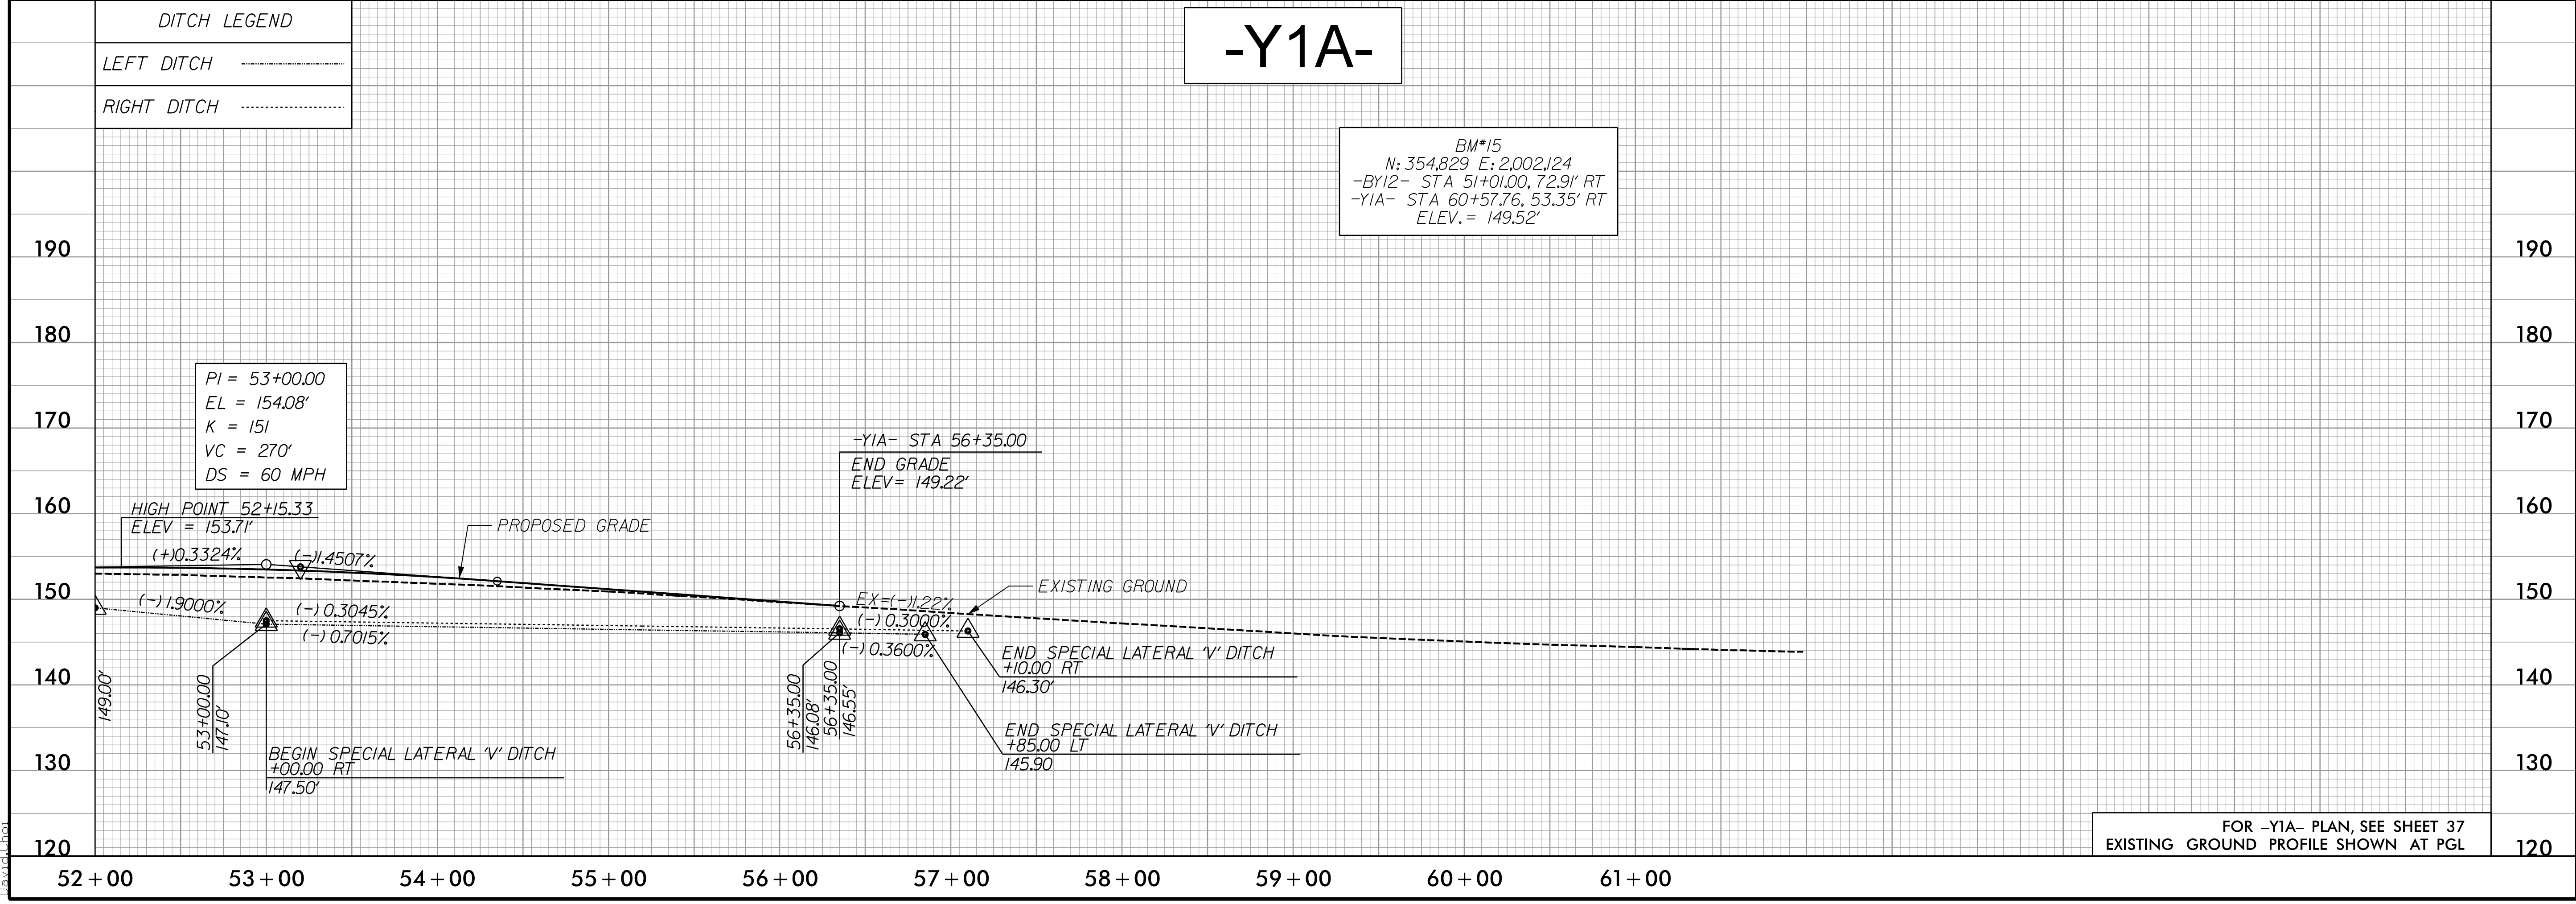 DITCH LEGEND
LEFT DITCH
RIGHT DITCH
-Y1A-
BM#15
N: 354,829 E: 2,002,124
-BY12- STA 51+01.00, 72.91' RT
-Y1A- STA 60+57.76, 53.35' RT
ELEV. = 149.52'
190
190
180
180
170
170
160
160
150
150
140
140
130
130
120
120
PI = 53+00.00
EL = 154.08'
K = 151
VC = 270'
DS = 60 MPH
-Y1A- STA 56+35.00
END GRADE
ELEV= 149.22'
HIGH POINT 52+15.33
ELEV = 153.71'
PROPOSED GRADE
(+)0.3324%
(-)1.4507%
EXISTING GROUND
EX=(-)1.22%
(-)1.9000%
(-)0.3045%
(-)0.7015%
(-)0.3000%
(-)0.3600%
149.00'
53+00.00
147.10'
BEGIN SPECIAL LATERAL 'V' DITCH
+00.00 RT
147.50'
56+35.00
146.08'
56+35.00
146.55'
END SPECIAL LATERAL 'V' DITCH
+10.00 RT
146.30'
END SPECIAL LATERAL 'V' DITCH
+85.00 LT
145.90
FOR -Y1A- PLAN, SEE SHEET 37
EXISTING GROUND PROFILE SHOWN AT PGL
52+00
53+00
54+00
55+00
56+00
57+00
58+00
59+00
60+00
61+00